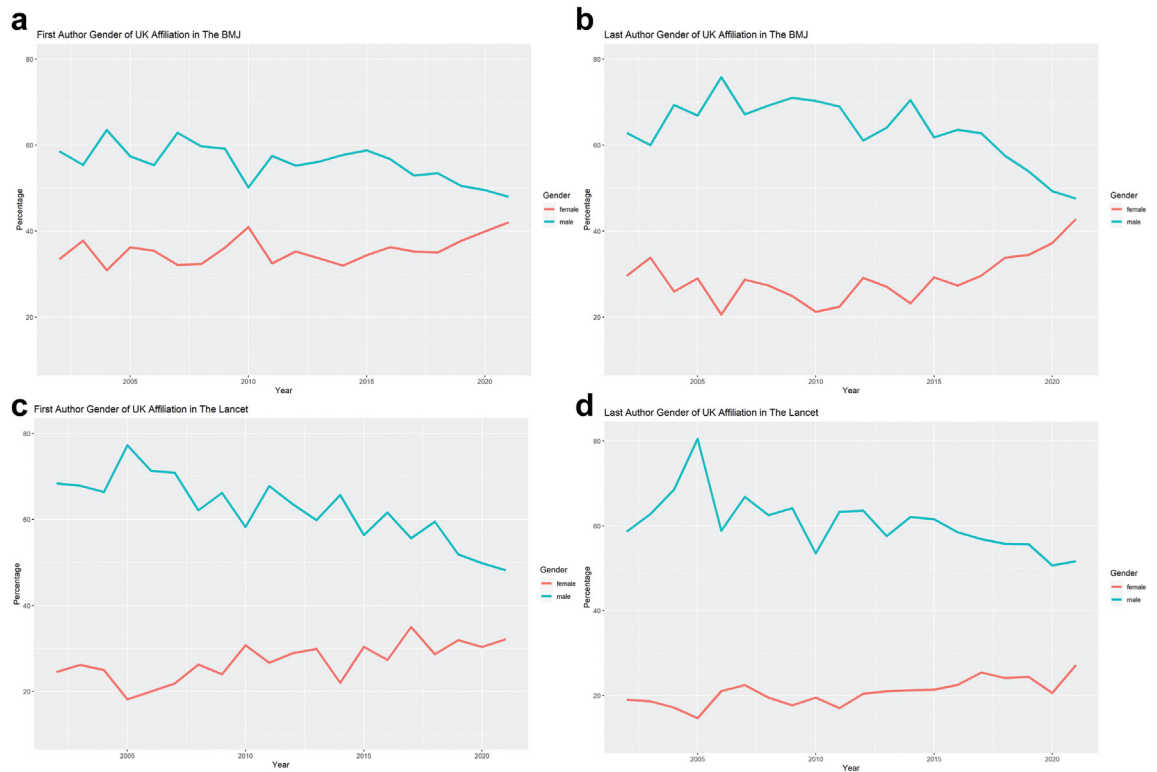 a
First Author Gender of UK Affiliation in The BMJ
80
60
40
20
Percentage
2005 2010 2015 2020
Year
Gender
female
male
b
Last Author Gender of UK Affiliation in The BMJ
80
60
40
20
Percentage
2005 2010 2015 2020
Year
Gender
female
male
c
First Author Gender of UK Affiliation in The Lancet
80
60
40
20
Percentage
2005 2010 2015 2020
Year
Gender
female
male
d
Last Author Gender of UK Affiliation in The Lancet
80
60
40
20
Percentage
2005 2010 2015 2020
Year
Gender
female
male